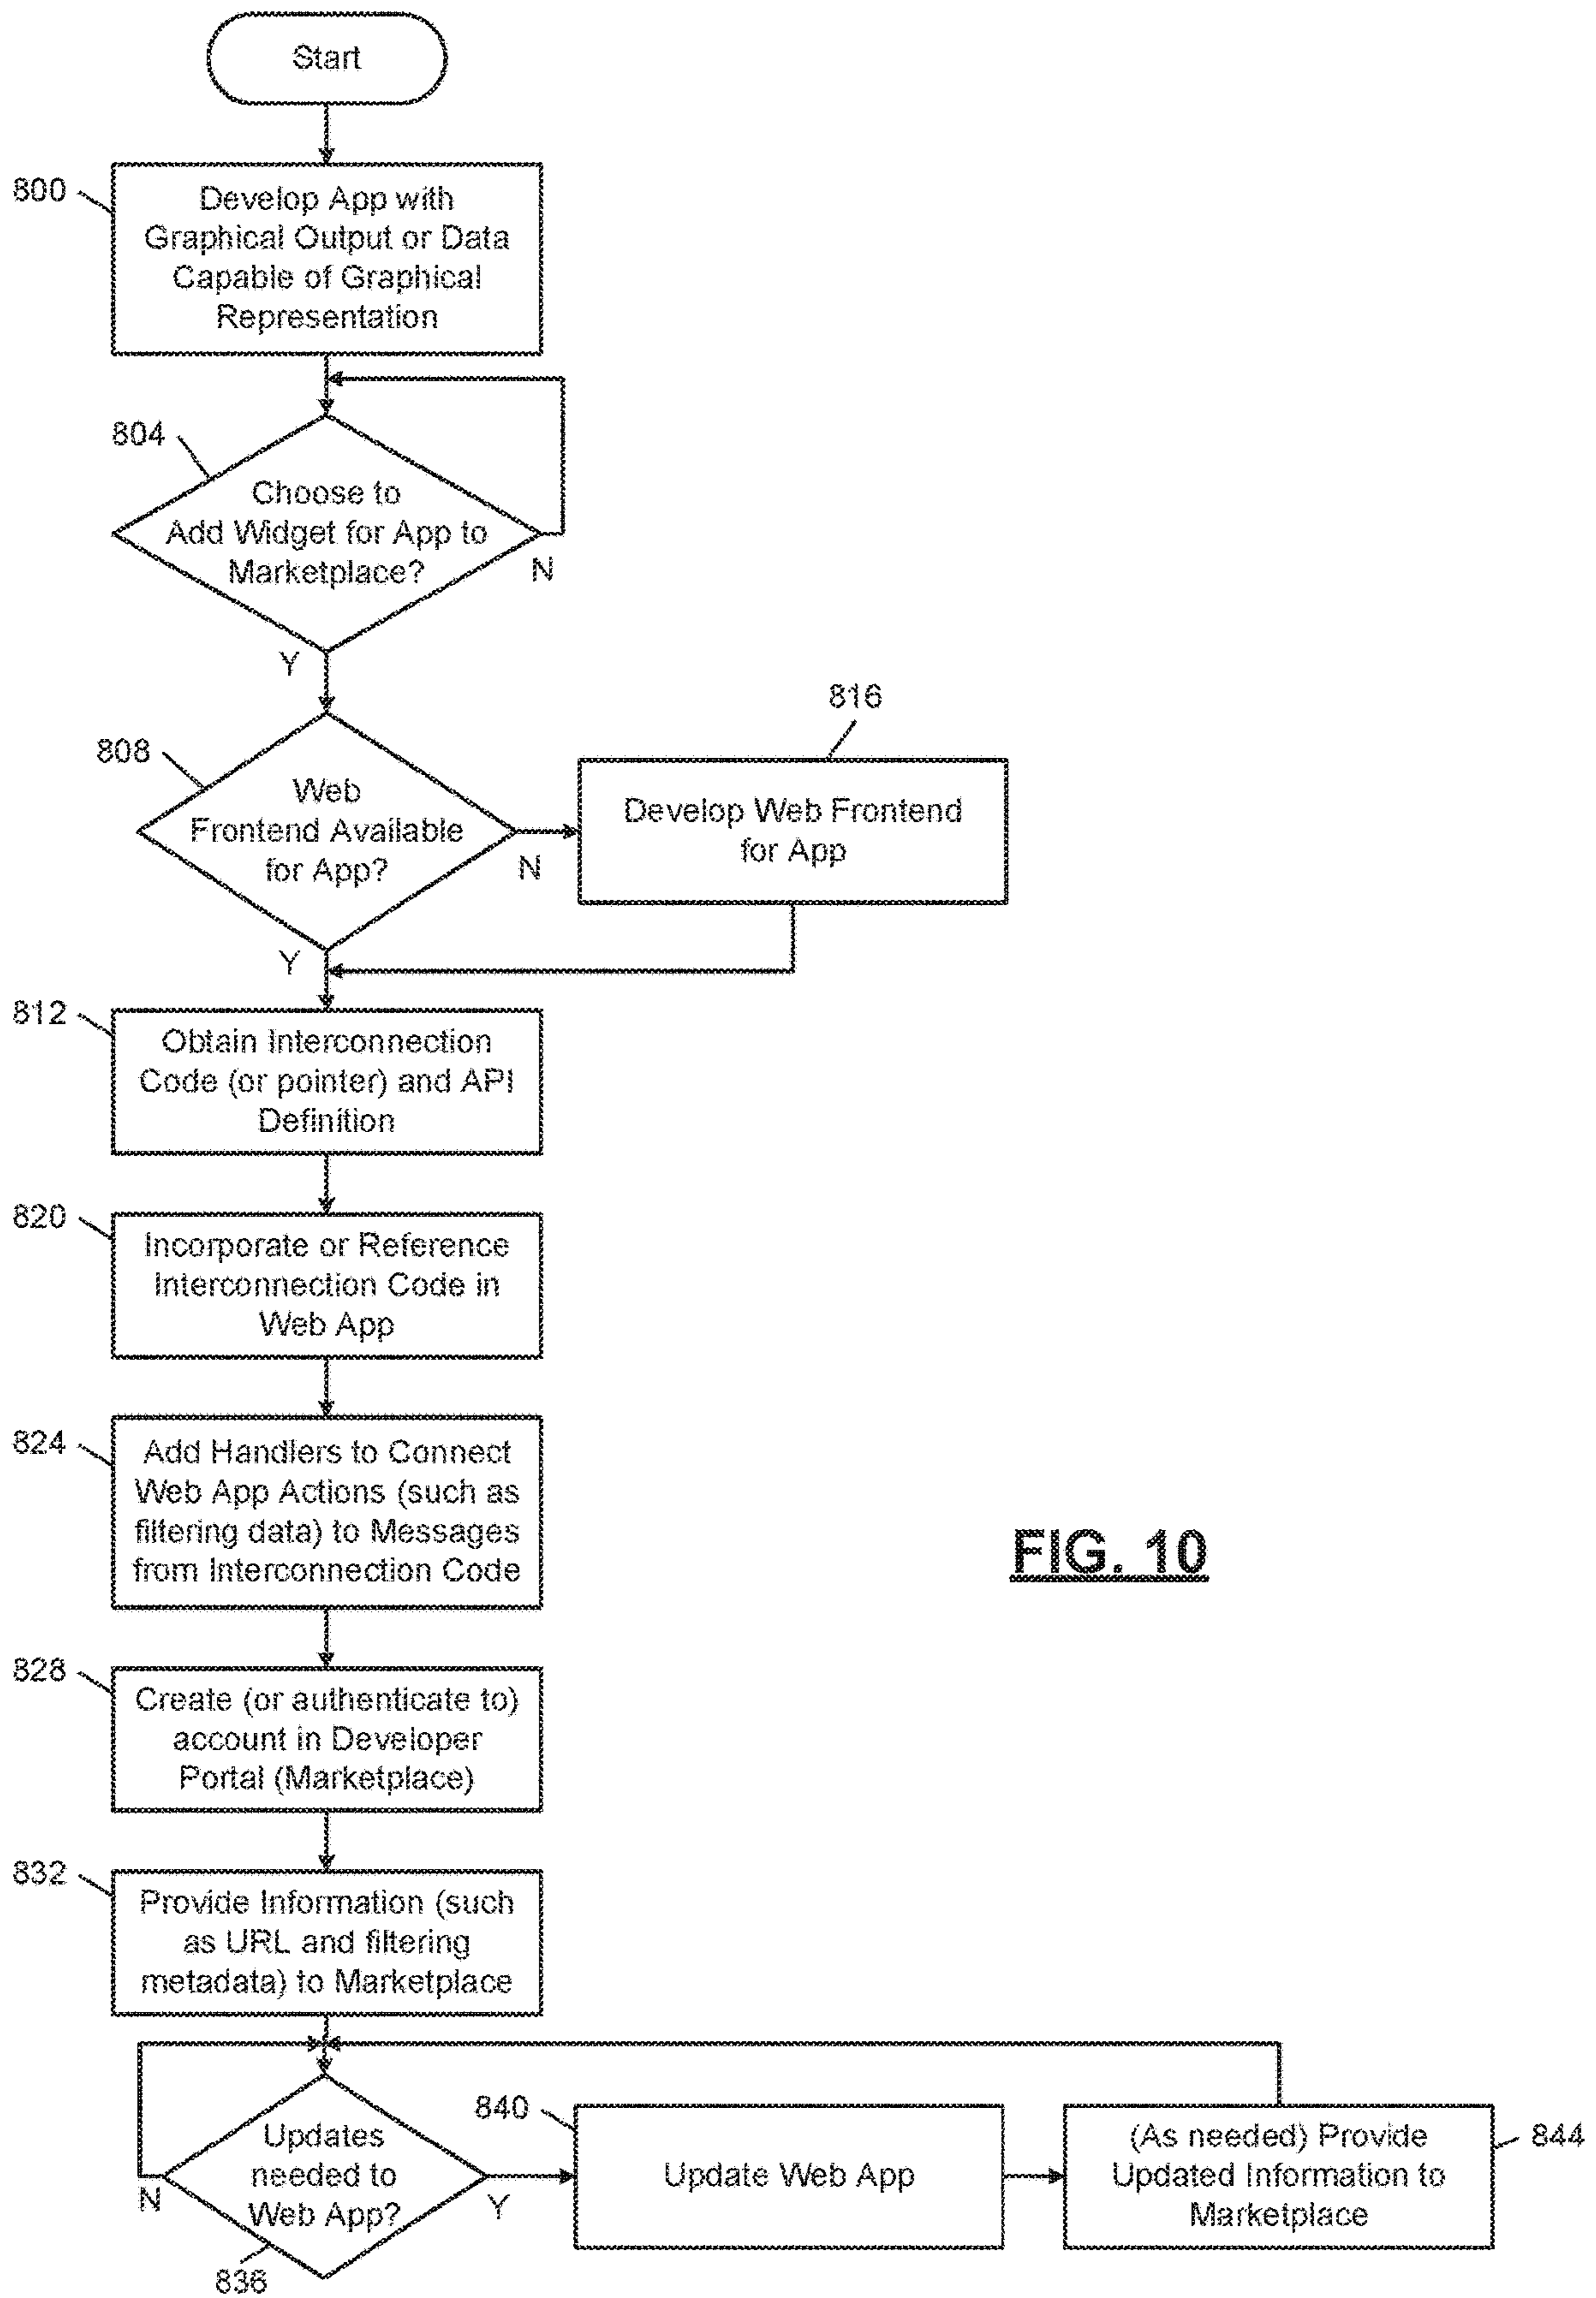 Start
800
Develop App with
Graphical Output or Data
Capable of Graphical
Representation
804
Choose to
Add Widget for App to
Marketplace?
N
Y
808
Web
Frontend Available
for App?
N
Y
816
Develop Web Frontend
for App
812
Obtain Interconnection
Code (or pointer) and API
Definition
820
Incorporate or Reference
Interconnection Code in
Web App
824
Add Handlers to Connect
Web App Actions (such as
filtering data) to Messages
from Interconnection Code
FIG. 10
828
Create (or authenticate to)
account in Developer
Portal (Marketplace)
832
Provide Information (such
as URL and filtering
metadata) to Marketplace
Updates
needed to
Web App?
N
Y
836
840
Update Web App
(As needed) Provide
Updated Information to
Marketplace
844